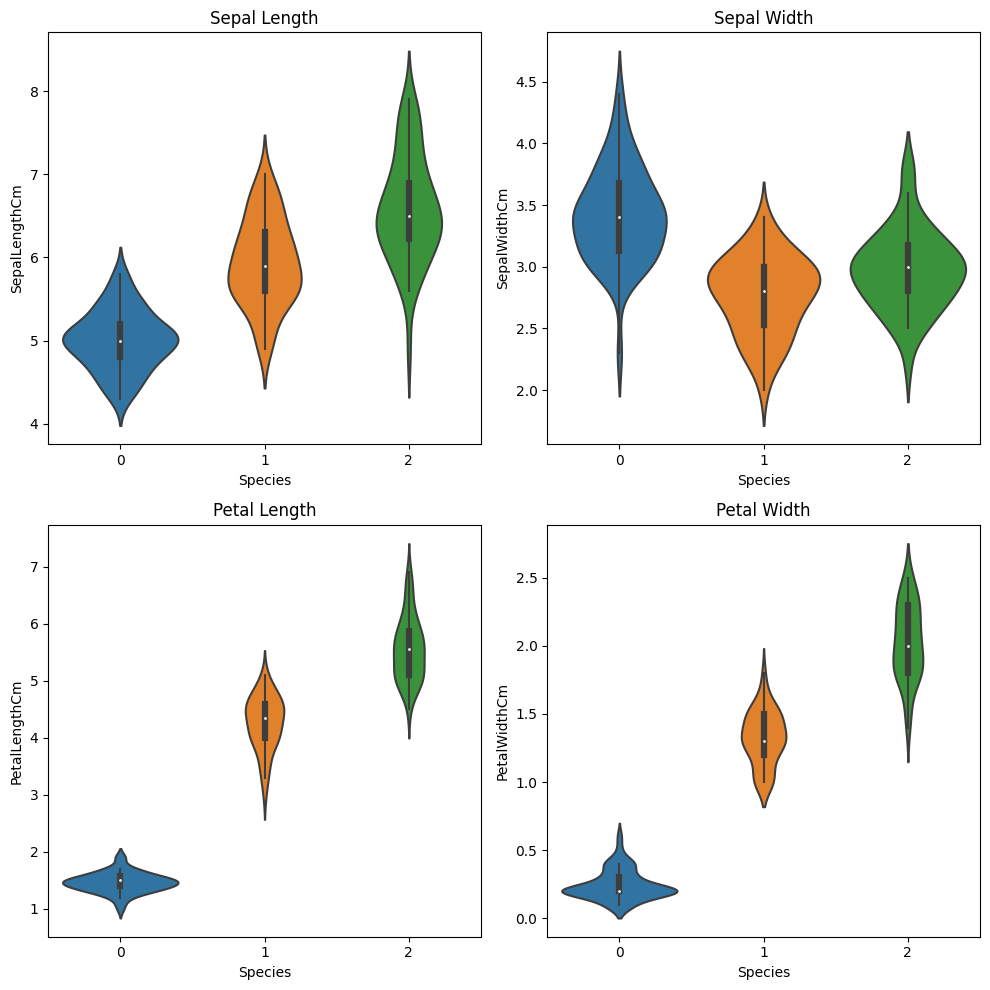 Sepal Length
SepalLengthCm
8
7
6
5
4
0 1 2
Species
Sepal Width
SepalWidthCm
4.5
4.0
3.5
3.0
2.5
2.0
0 1 2
Species
Petal Length
PetalLengthCm
7
6
5
4
3
2
1
0 1 2
Species
Petal Width
PetalWidthCm
2.5
2.0
1.5
1.0
0.5
0.0
0 1 2
Species